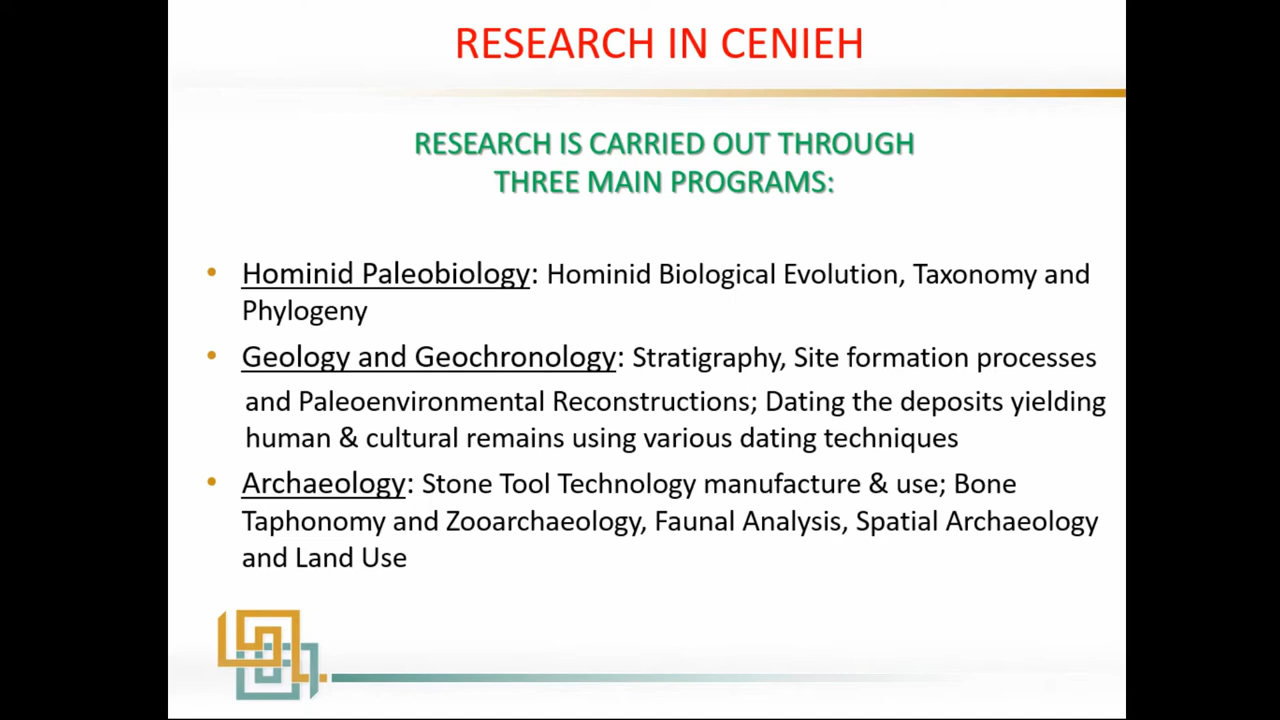 RESEARCH IN CENIEH
RESEARCH IS CARRIED OUT THROUGH
THREE MAIN PROGRAMS:
• Hominid Paleobiology: Hominid Biological Evolution, Taxonomy and
Phylogeny
• Geology and Geochronology: Stratigraphy, Site formation processes
and Paleoenvironmental Reconstructions; Dating the deposits yielding
human & cultural remains using various dating techniques
• Archaeology: Stone Tool Technology manufacture & use; Bone
Taphonomy and Zooarchaeology, Faunal Analysis, Spatial Archaeology
and Land Use